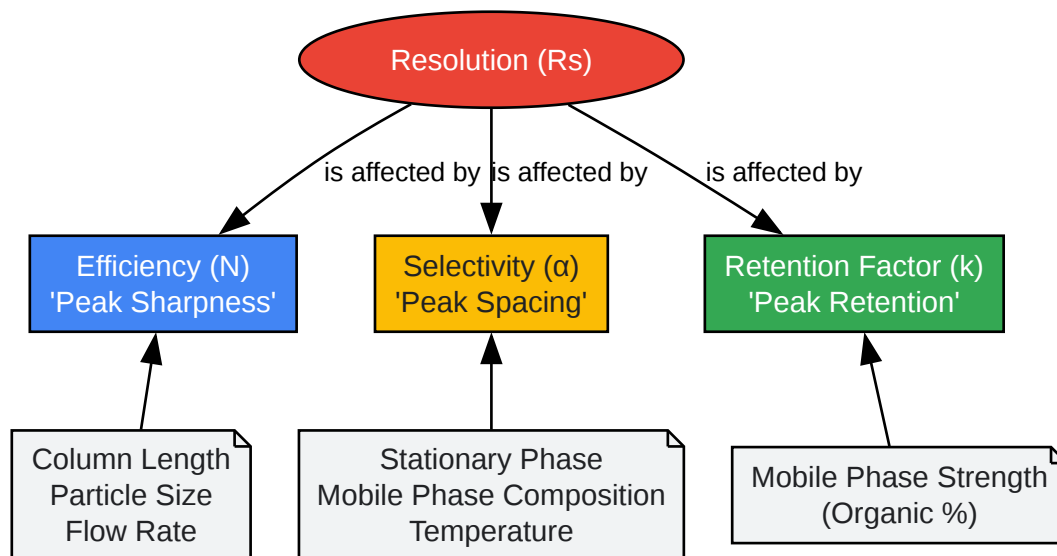 Resolution (Rs)
is affected by
is affected by
is affected by
Efficiency (N)
'Peak Sharpness'
Selectivity (α)
'Peak Spacing'
Retention Factor (k)
'Peak Retention'
Column Length
Particle Size
Flow Rate
Stationary Phase
Mobile Phase Composition
Temperature
Mobile Phase Strength
(Organic %)